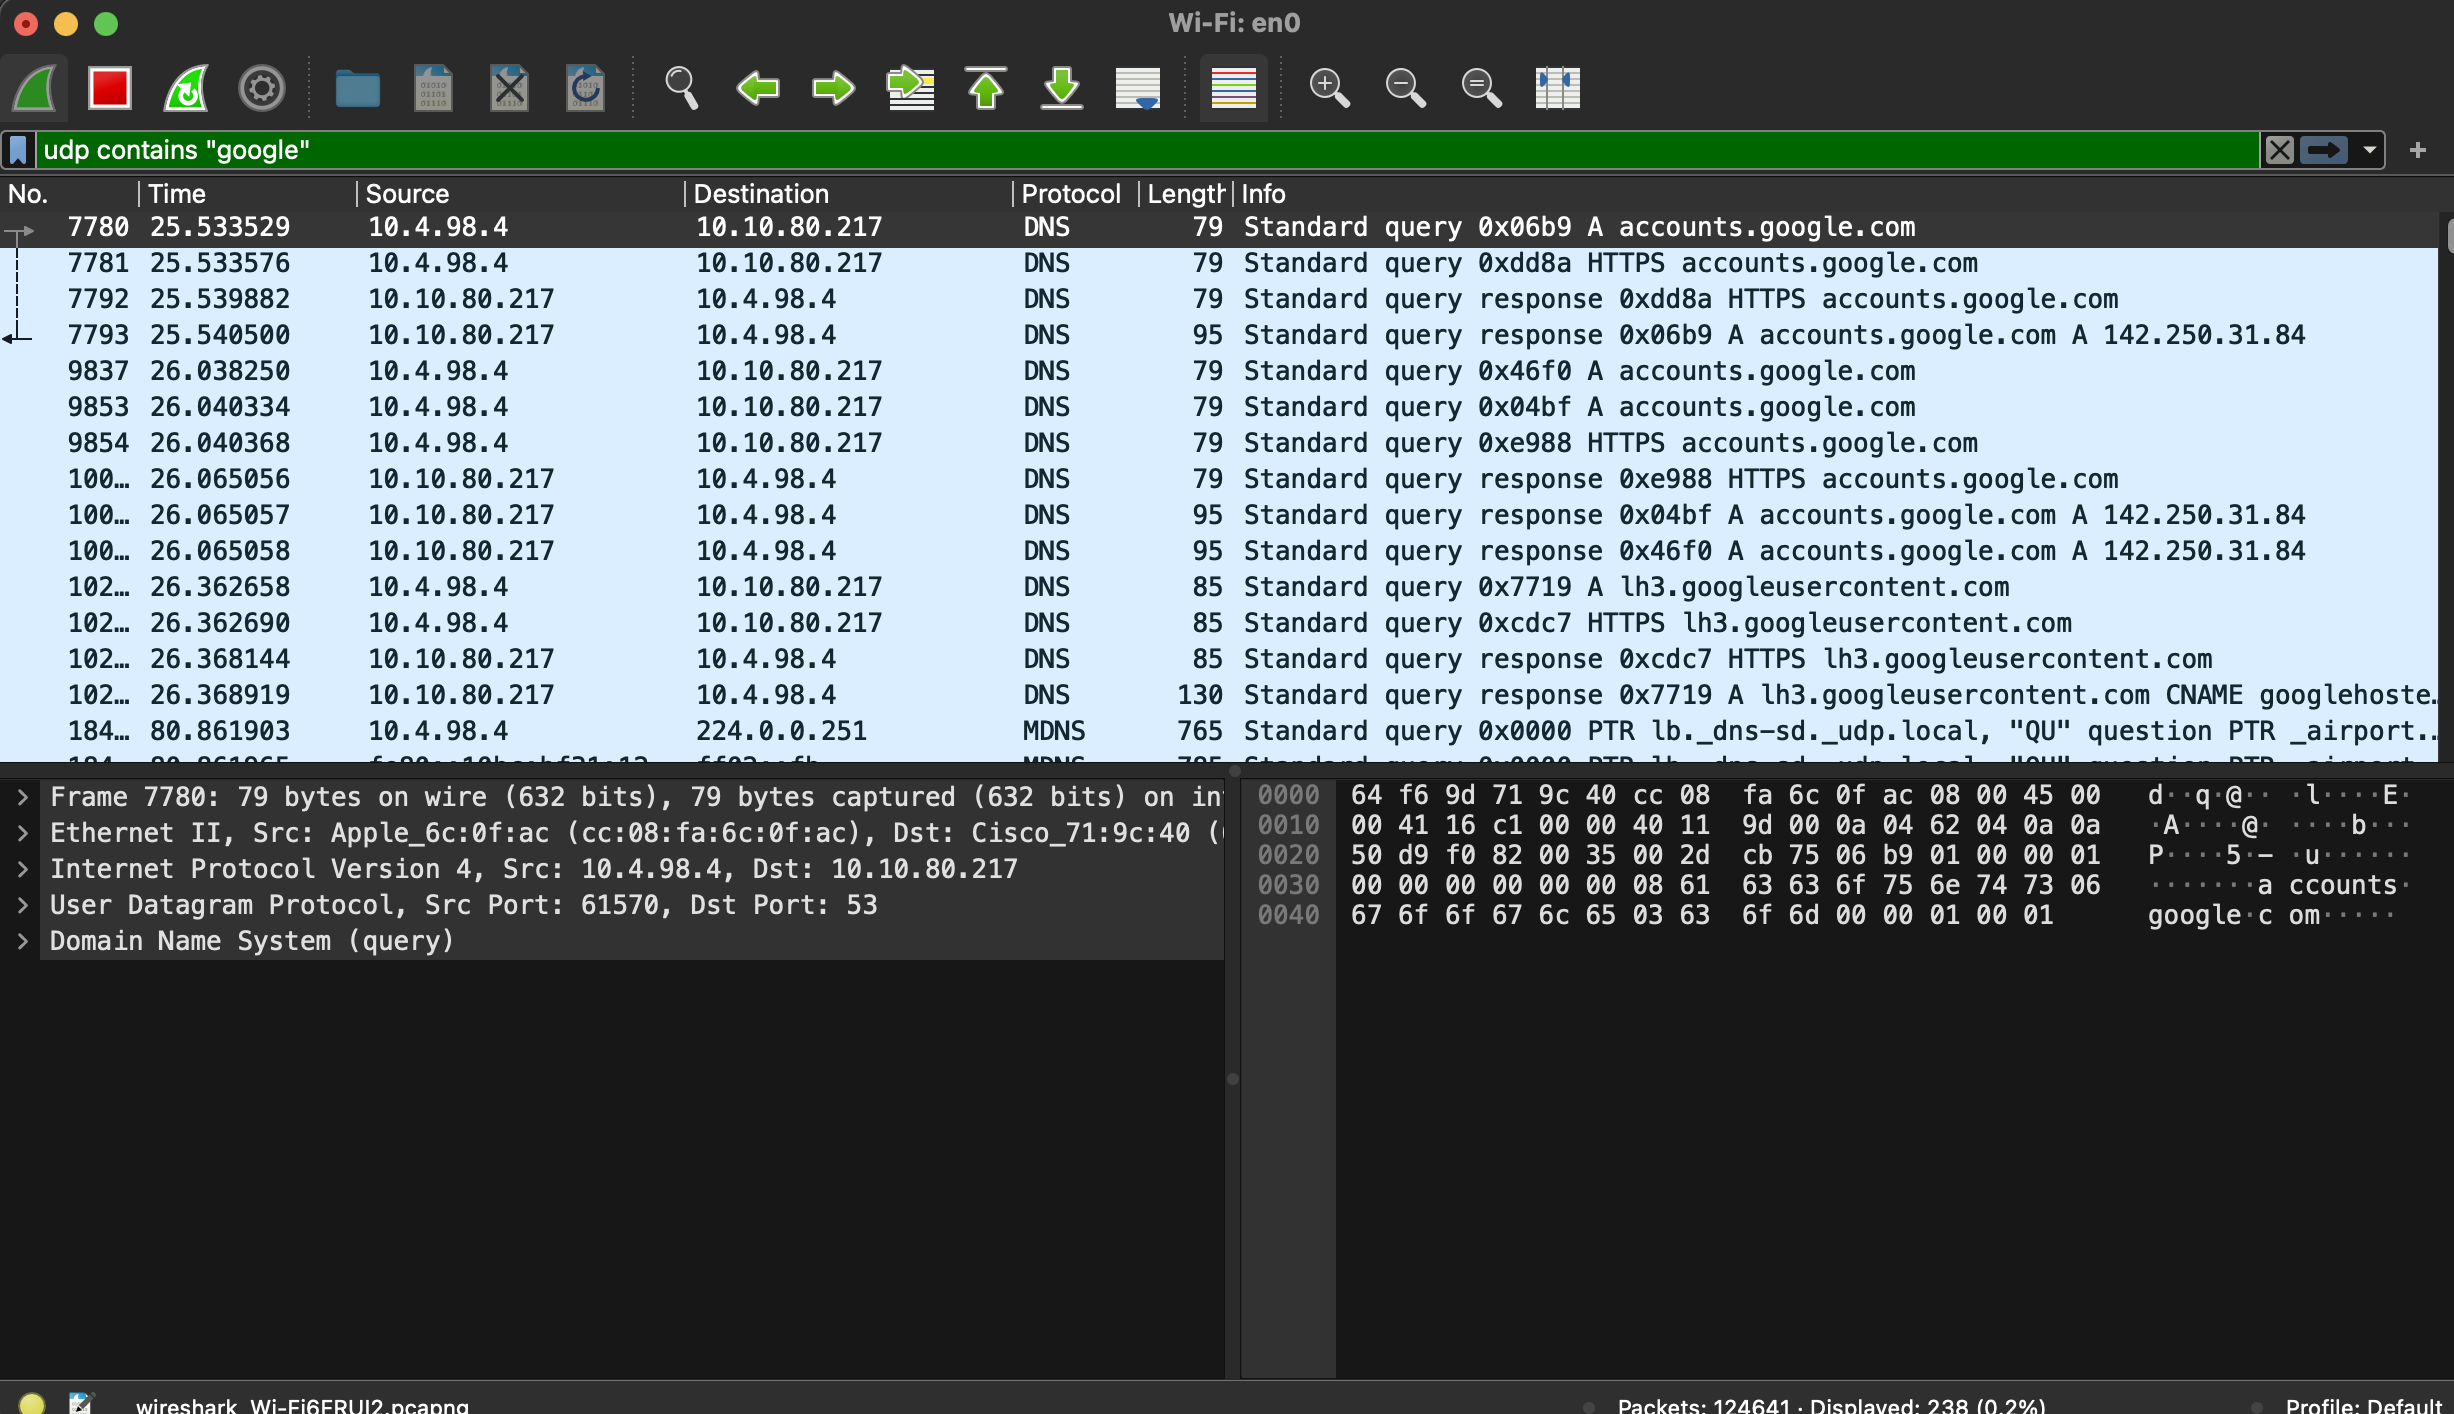 Wi-Fi: en0
udp contains "google"
No. Time Source Destination Protocol Length Info
7780 25.533529 10.4.98.4 10.10.80.217 DNS 79 Standard query 0x06b9 A accounts.google.com
7781 25.533576 10.4.98.4 10.10.80.217 DNS 79 Standard query 0xdd8a HTTPS accounts.google.com
7792 25.539882 10.10.80.217 10.4.98.4 DNS 79 Standard query response 0xdd8a HTTPS accounts.google.com
7793 25.540500 10.10.80.217 10.4.98.4 DNS 95 Standard query response 0x06b9 A accounts.google.com A 142.250.31.84
9837 26.038250 10.4.98.4 10.10.80.217 DNS 79 Standard query 0x46f0 A accounts.google.com
9853 26.040334 10.4.98.4 10.10.80.217 DNS 79 Standard query 0x04bf A accounts.google.com
9854 26.040368 10.4.98.4 10.10.80.217 DNS 79 Standard query 0xe988 HTTPS accounts.google.com
100… 26.065056 10.10.80.217 10.4.98.4 DNS 79 Standard query response 0xe988 HTTPS accounts.google.com
100… 26.065057 10.10.80.217 10.4.98.4 DNS 95 Standard query response 0x04bf A accounts.google.com A 142.250.31.84
100… 26.065058 10.10.80.217 10.4.98.4 DNS 95 Standard query response 0x46f0 A accounts.google.com A 142.250.31.84
102… 26.362658 10.4.98.4 10.10.80.217 DNS 85 Standard query 0x7719 A lh3.googleusercontent.com
102… 26.362690 10.4.98.4 10.10.80.217 DNS 85 Standard query 0xcdc7 HTTPS lh3.googleusercontent.com
102… 26.368144 10.10.80.217 10.4.98.4 DNS 85 Standard query response 0xcdc7 HTTPS lh3.googleusercontent.com
102… 26.368919 10.10.80.217 10.4.98.4 DNS 130 Standard query response 0x7719 A lh3.googleusercontent.com CNAME googlehoste…
184… 80.861903 10.4.98.4 224.0.0.251 MDNS 765 Standard query 0x0000 PTR lb._dns-sd._udp.local, "QU" question PTR _airport.…
Frame 7780: 79 bytes on wire (632 bits), 79 bytes captured (632 bits) on in
Ethernet II, Src: Apple_6c:0f:ac (cc:08:fa:6c:0f:ac), Dst: Cisco_71:9c:40 (
Internet Protocol Version 4, Src: 10.4.98.4, Dst: 10.10.80.217
User Datagram Protocol, Src Port: 61570, Dst Port: 53
Domain Name System (query)
0000 64 f6 9d 71 9c 40 cc 08 fa 6c 0f ac 08 00 45 00 d··q·@·· ·l····E·
0010 00 41 16 c1 00 00 40 11 9d 00 0a 04 62 04 0a 0a ·A····@· ····b···
0020 50 d9 f0 82 00 35 00 2d cb 75 06 b9 01 00 00 01 P····5·- ·u······
0030 00 00 00 00 00 00 08 61 63 63 6f 75 6e 74 73 06 ·······a ccounts·
0040 67 6f 6f 67 6c 65 03 63 6f 6d 00 00 01 00 01 google·c om·····
wireshark_Wi-Fi6ERUI2.pcapng
Packets: 124641 · Displayed: 238 (0.2%)
Profile: Default